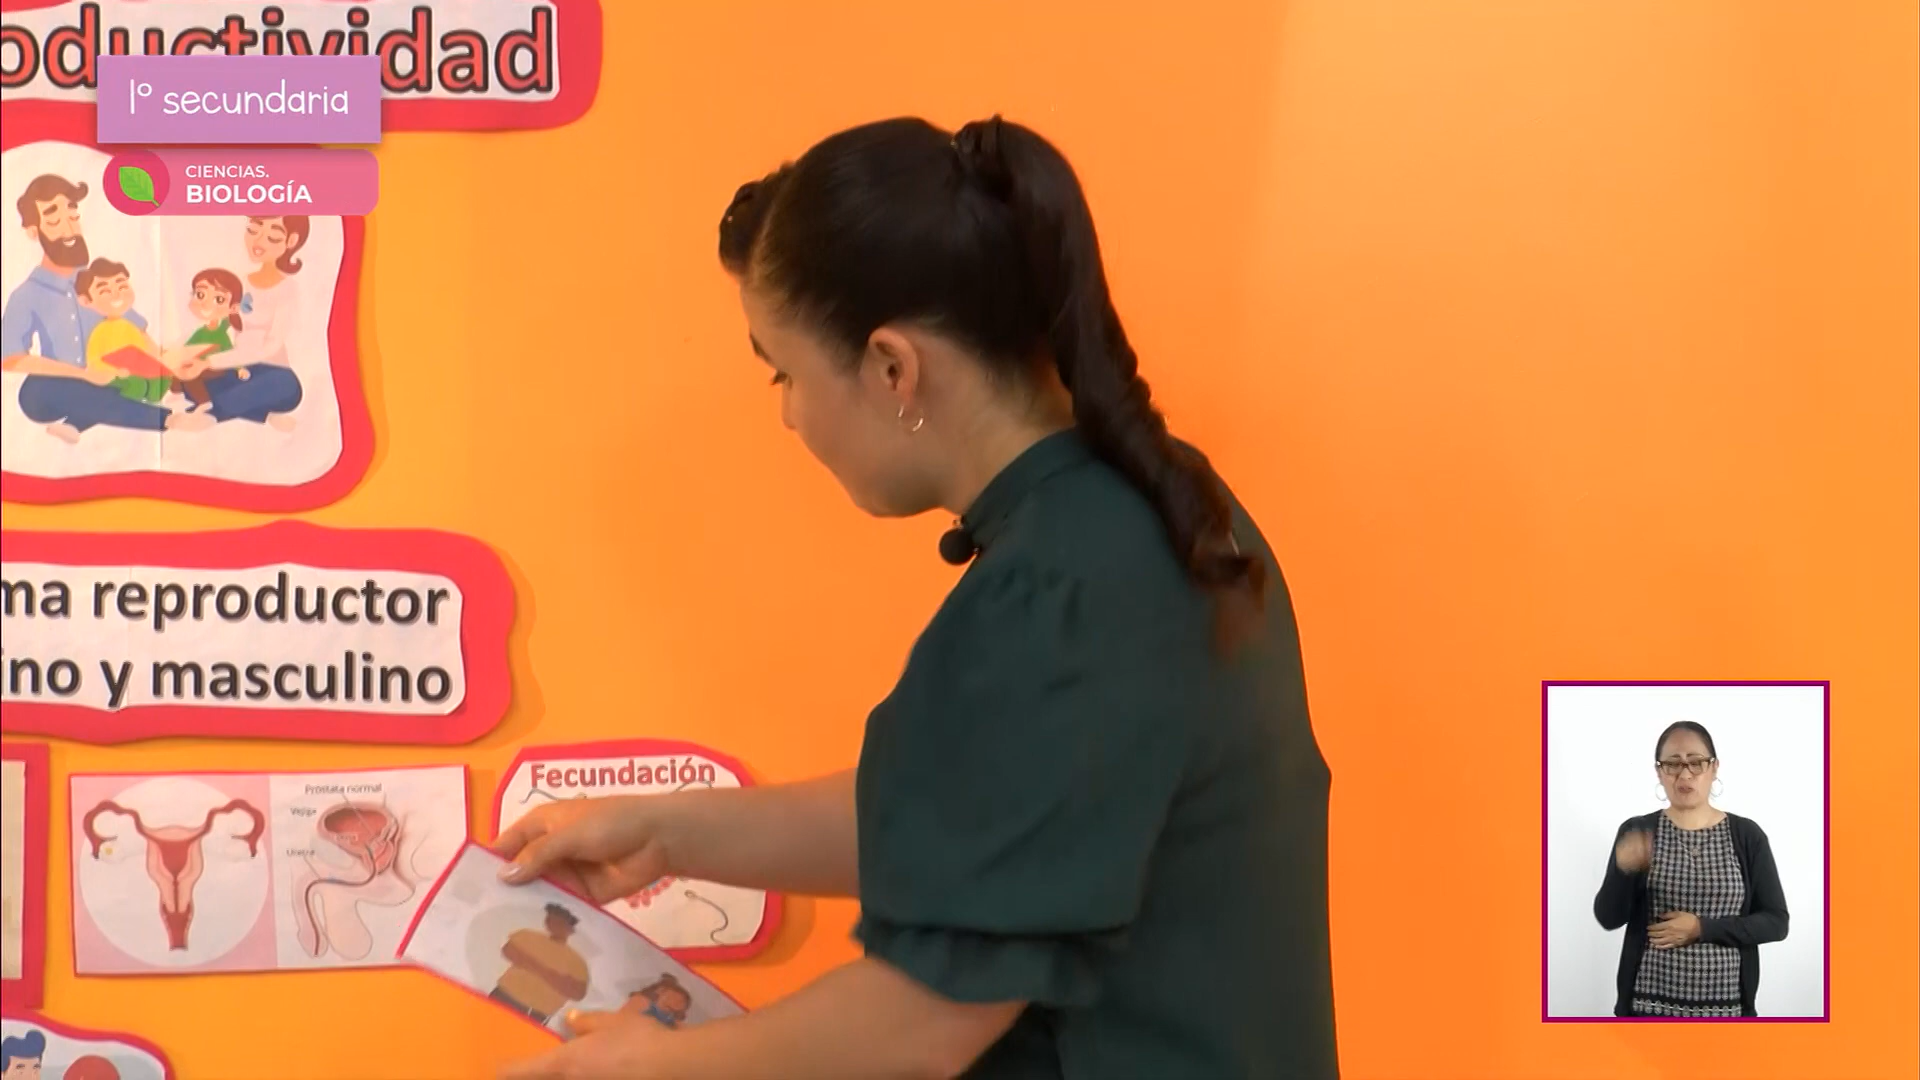 oductividad
1° secundaria
CIENCIAS.
BIOLOGÍA
ma reproductor
ino y masculino
Fecundación
Próstata normal
Vejiga
Uretra